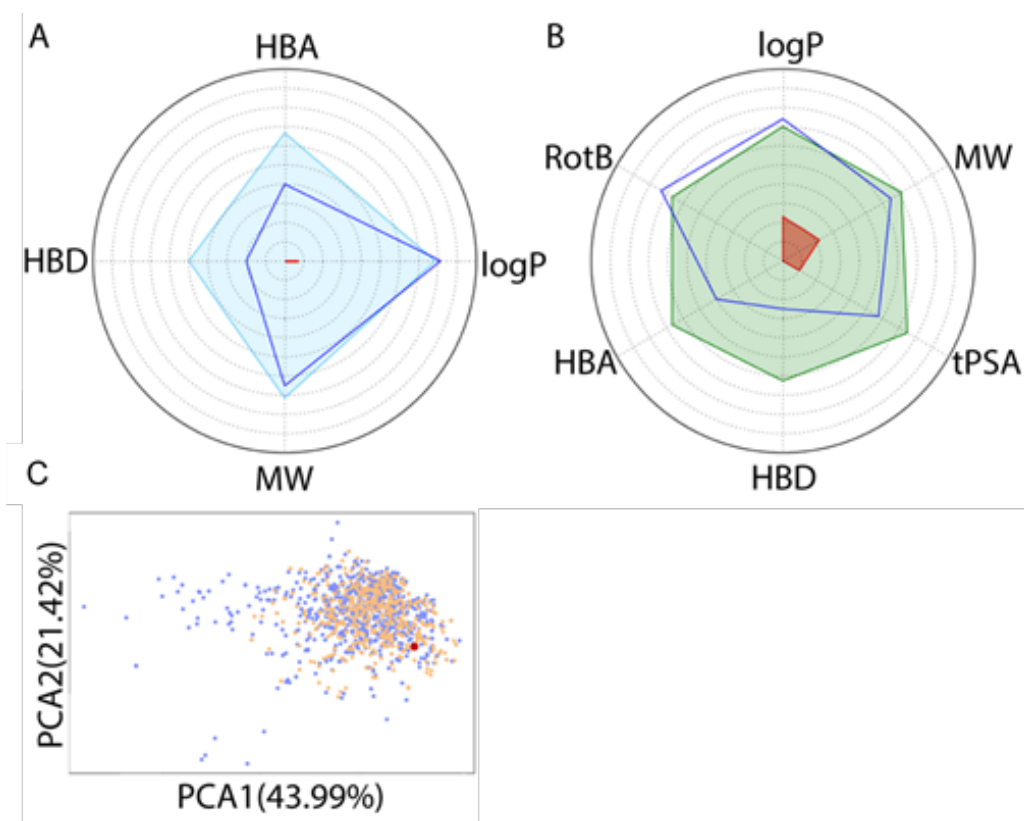 A
HBA
HBD
logP
MW
B
logP
RotB
MW
HBA
tPSA
HBD
C
PCA2(21.42%)
PCA1(43.99%)